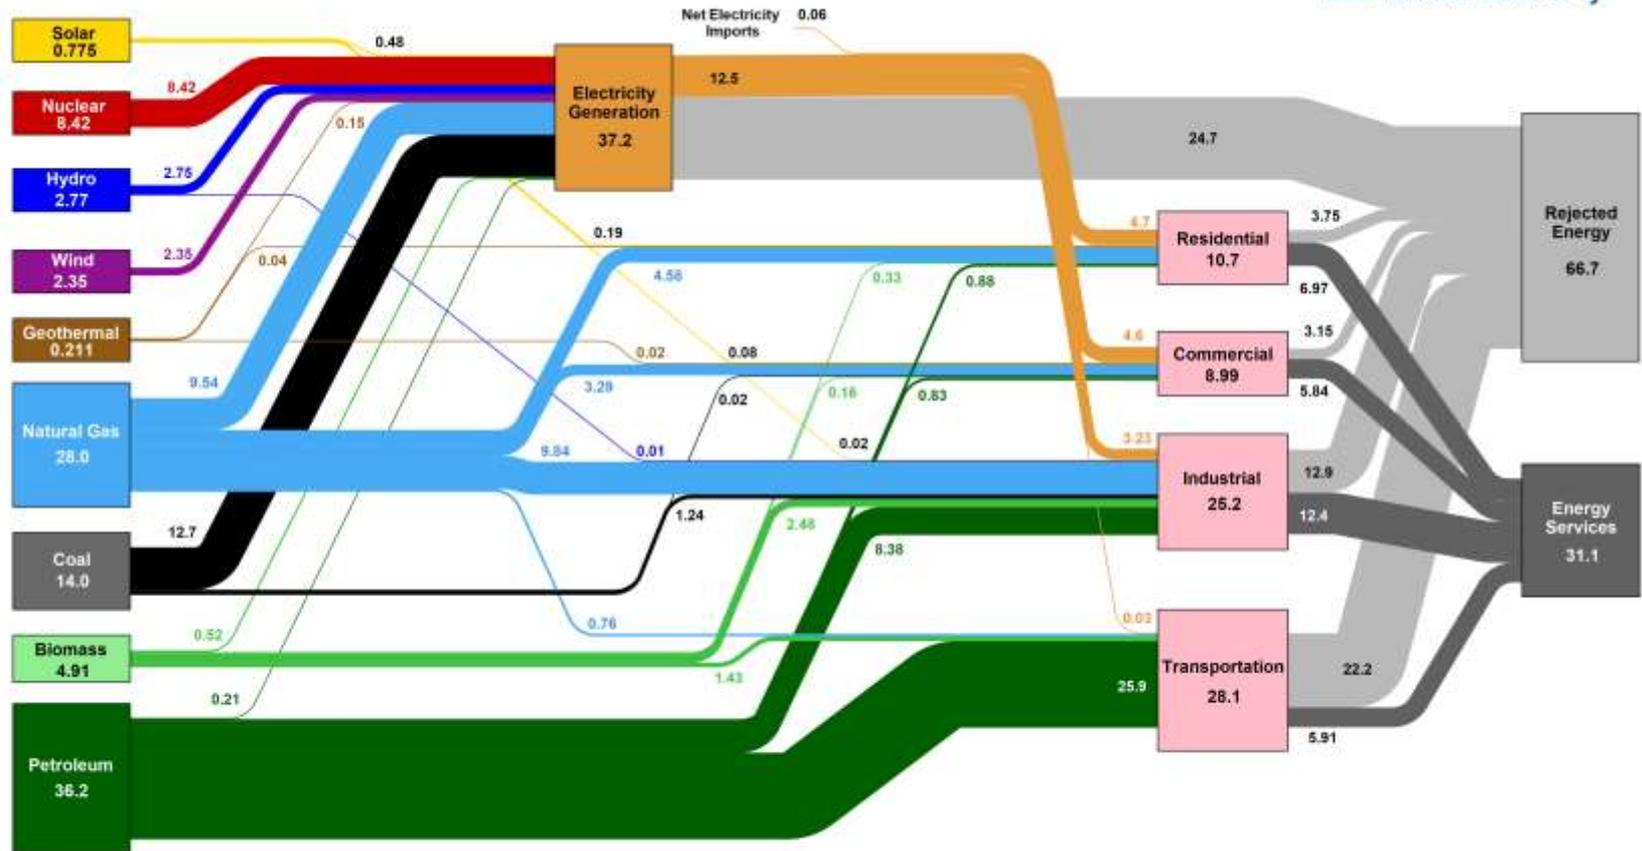 Net Electricity 0.06
Imports
Solar
0.775
0.48
Nuclear
8.42
8.42
0.15
Hydro
2.77
2.75
Wind
2.35
2.35
0.04
Geothermal
0.211
Natural Gas
28.0
9.54
Coal
14.0
12.7
Biomass
4.91
0.52
Petroleum
36.2
0.21
Electricity
Generation
37.2
12.5
24.7
0.19
4.58
0.33
0.88
0.02
0.08
3.29
0.02
0.16
0.83
9.84
0.01
0.02
1.24
2.48
8.38
0.76
1.43
25.9
4.7
Residential
10.7
3.75
6.97
4.6
Commercial
8.99
3.15
5.84
3.23
Industrial
25.2
12.9
12.4
0.03
Transportation
28.1
22.2
5.91
Rejected
Energy
66.7
Energy
Services
31.1